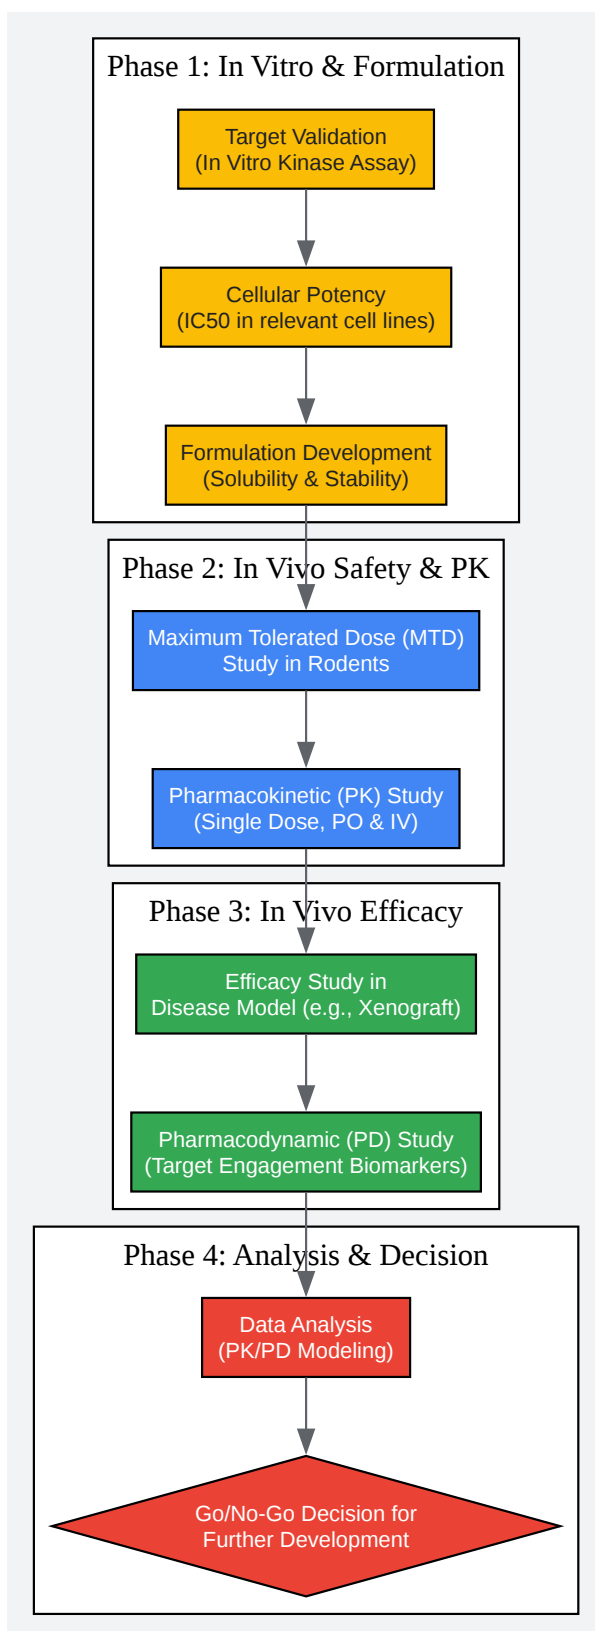 Phase 1: In Vitro & Formulation
Target Validation
(In Vitro Kinase Assay)
Cellular Potency
(IC50 in relevant cell lines)
Formulation Development
(Solubility & Stability)
Phase 2: In Vivo Safety & PK
Maximum Tolerated Dose (MTD)
Study in Rodents
Pharmacokinetic (PK) Study
(Single Dose, PO & IV)
Phase 3: In Vivo Efficacy
Efficacy Study in
Disease Model (e.g., Xenograft)
Pharmacodynamic (PD) Study
(Target Engagement Biomarkers)
Phase 4: Analysis & Decision
Data Analysis
(PK/PD Modeling)
Go/No-Go Decision for
Further Development